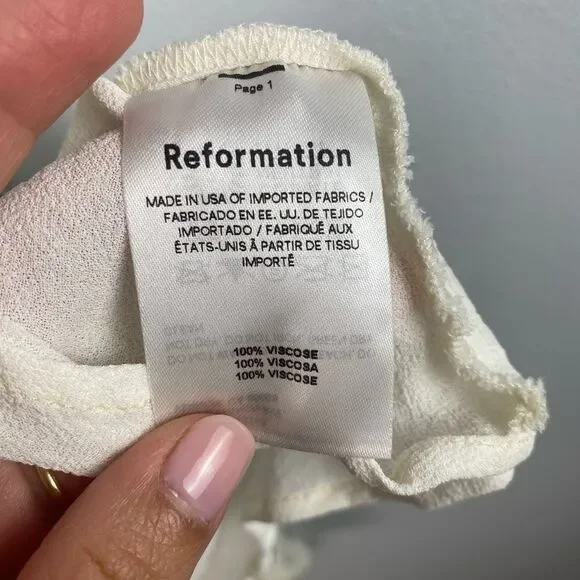 Page 1
Reformation
MADE IN USA OF IMPORTED FABRICS /
FABRICADO EN EE. UU. DE TEJIDO
IMPORTADO / FABRIQUÉ AUX
ÉTATS-UNIS À PARTIR DE TISSU
IMPORTÉ
100% VISCOSE
100% VISCOSA
100% VISCOSE